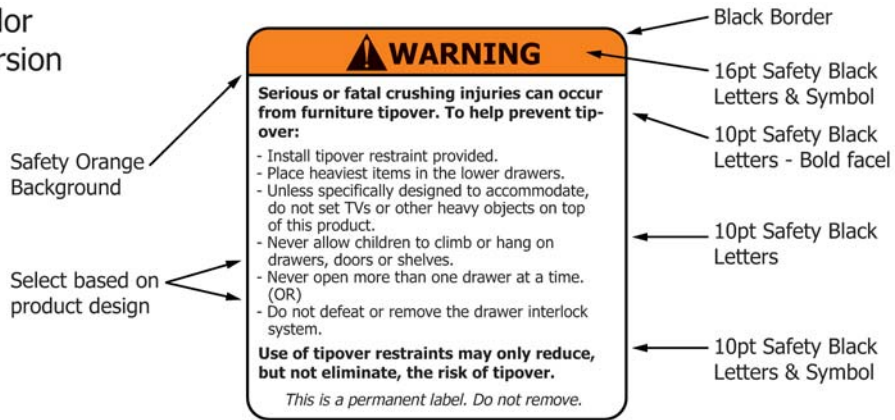 lor
rsion
WARNING
Serious or fatal crushing injuries can occur
from furniture tipover. To help prevent tip-
over:
- Install tipover restraint provided.
- Place heaviest items in the lower drawers.
- Unless specifically designed to accommodate,
do not set TVs or other heavy objects on top
of this product.
- Never allow children to climb or hang on
drawers, doors or shelves.
- Never open more than one drawer at a time.
(OR)
- Do not defeat or remove the drawer interlock
system.
Use of tipover restraints may only reduce,
but not eliminate, the risk of tipover.
This is a permanent label. Do not remove.
Safety Orange
Background
Select based on
product design
Black Border
16pt Safety Black
Letters & Symbol
10pt Safety Black
Letters - Bold facel
10pt Safety Black
Letters
10pt Safety Black
Letters & Symbol